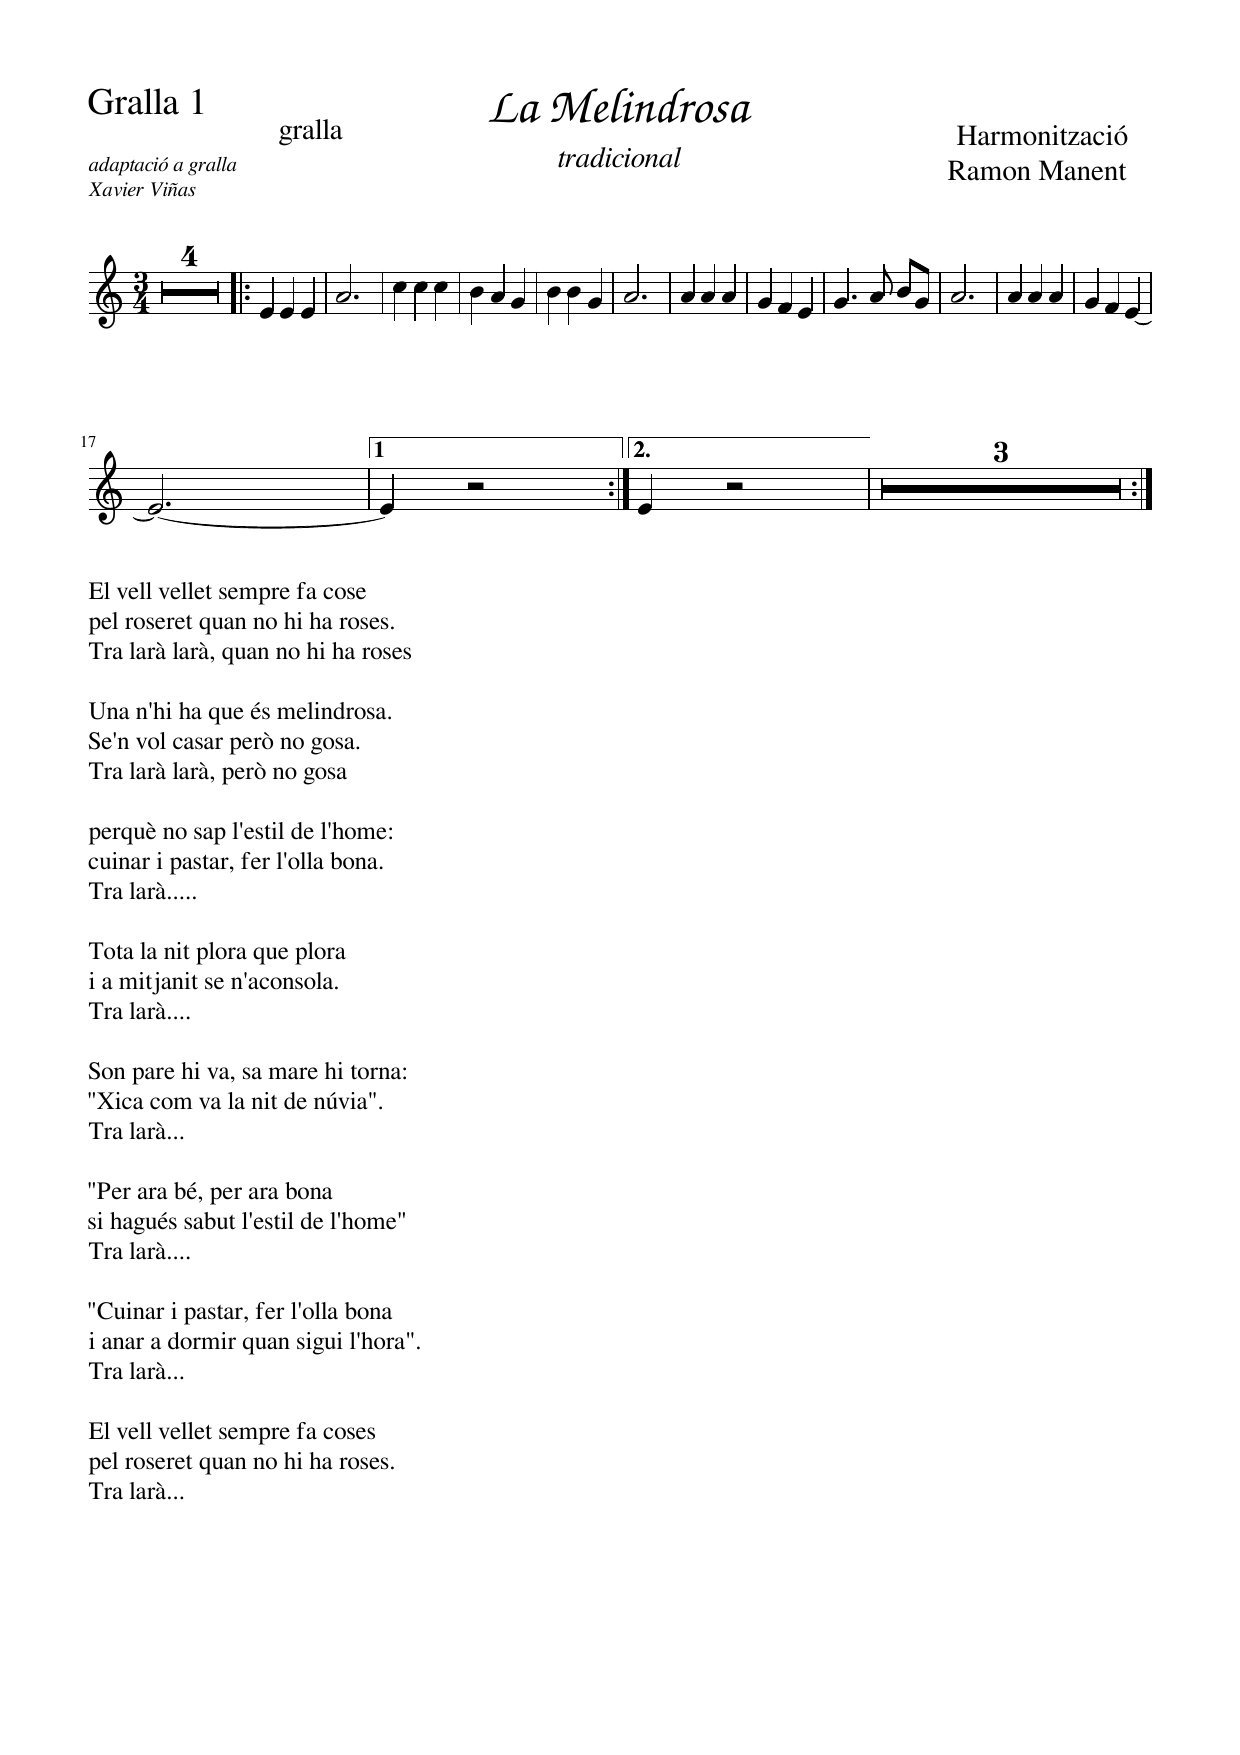 Gralla 1
gralla
La Melindrosa
tradicional
adaptació a gralla
Xavier Viñas
Harmonització
Ramon Manent
3
4
4
17
1
2.
3
El vell vellet sempre fa cose
pel roseret quan no hi ha roses.
Tra larà larà, quan no hi ha roses
Una n'hi ha que és melindrosa.
Se'n vol casar però no gosa.
Tra larà larà, però no gosa
perquè no sap l'estil de l'home:
cuinar i pastar, fer l'olla bona.
Tra larà.....
Tota la nit plora que plora
i a mitjanit se n'aconsola.
Tra larà....
Son pare hi va, sa mare hi torna:
"Xica com va la nit de núvia".
Tra larà...
"Per ara bé, per ara bona
si hagués sabut l'estil de l'home"
Tra larà....
"Cuinar i pastar, fer l'olla bona
i anar a dormir quan sigui l'hora".
Tra larà...
El vell vellet sempre fa coses
pel roseret quan no hi ha roses.
Tra larà...